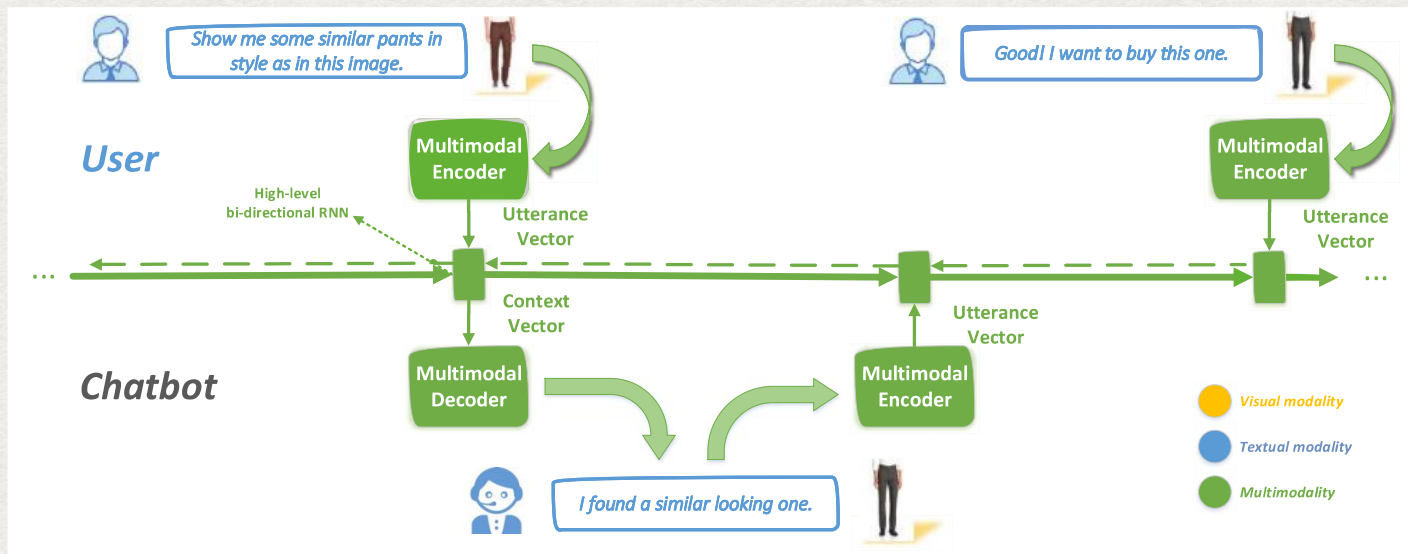 Show me some similar pants in
style as in this image.
Good! I want to buy this one.
User
Multimodal
Encoder
Multimodal
Encoder
High-level
bi-directional RNN
Utterance
Vector
Utterance
Vector
...
...
Context
Vector
Utterance
Vector
Chatbot
Multimodal
Decoder
Multimodal
Encoder
Visual modality
Textual modality
Multimodality
I found a similar looking one.